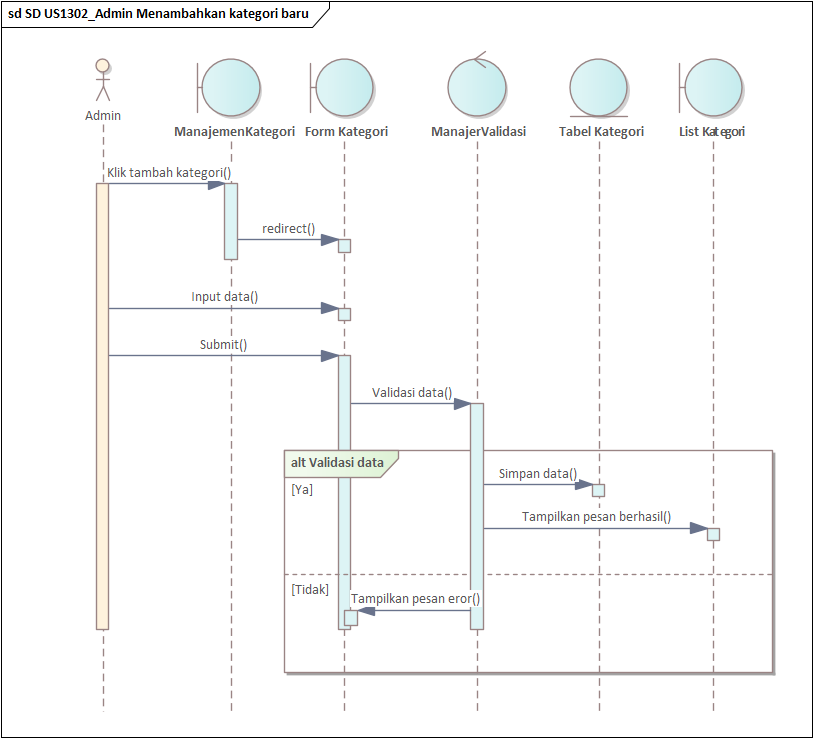 sd SD US1302_Admin Menambahkan kategori baru
Admin
ManajemenKategori
Form Kategori
ManajerValidasi
Tabel Kategori
List Kategori
Klik tambah kategori()
redirect()
Input data()
Submit()
Validasi data()
alt Validasi data
[Ya]
Simpan data()
Tampilkan pesan berhasil()
[Tidak]
Tampilkan pesan eror()